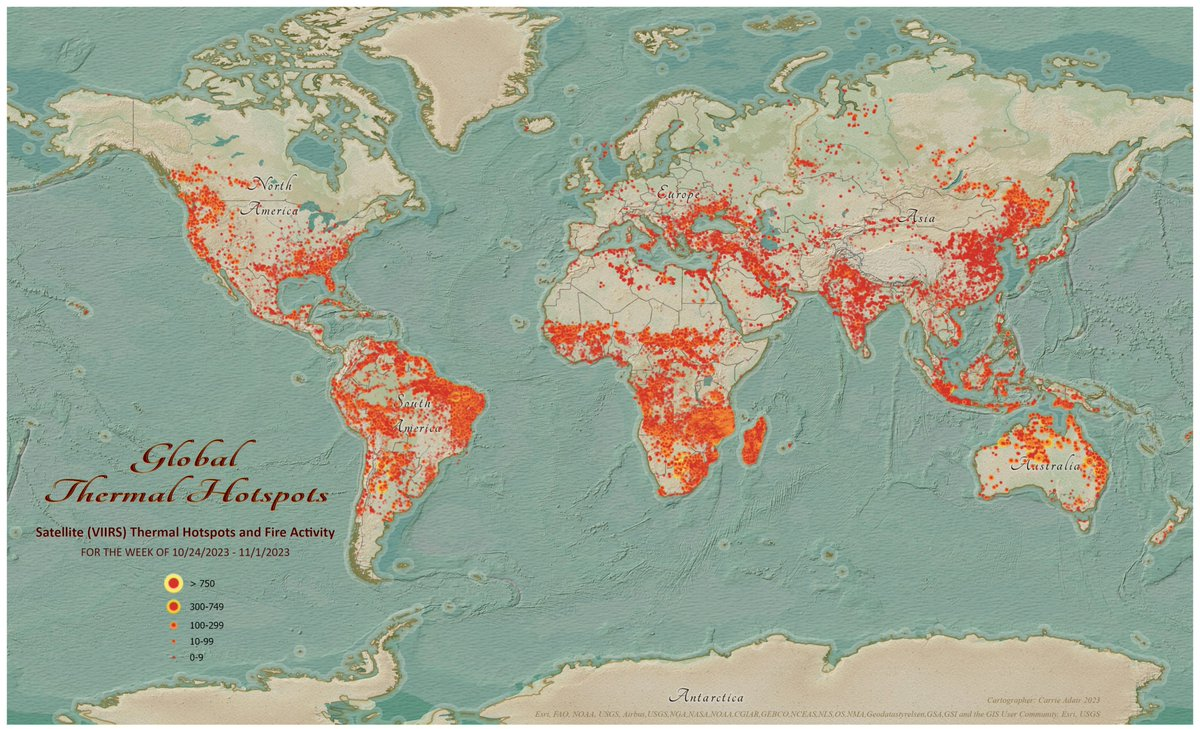 North
America
Europe
Asia
South
America
Australia
Global
Thermal Hotspots
Satellite (VIIRS) Thermal Hotspots and Fire Activity
FOR THE WEEK OF 10/24/2023 - 11/1/2023
> 750
300-749
100-299
10-99
0-9
Antarctica
Cartographer: Carrie Adair 2023
Esri, FAO, NOAA, USGS, Airbus,USGS,NGA,NASA,NOAA,CGIAR,GEBCO,NCEAS,NLS,OS,NMA,Geodatastyrelsen,GSA,GSI and the GIS User Community, Esri, USGS